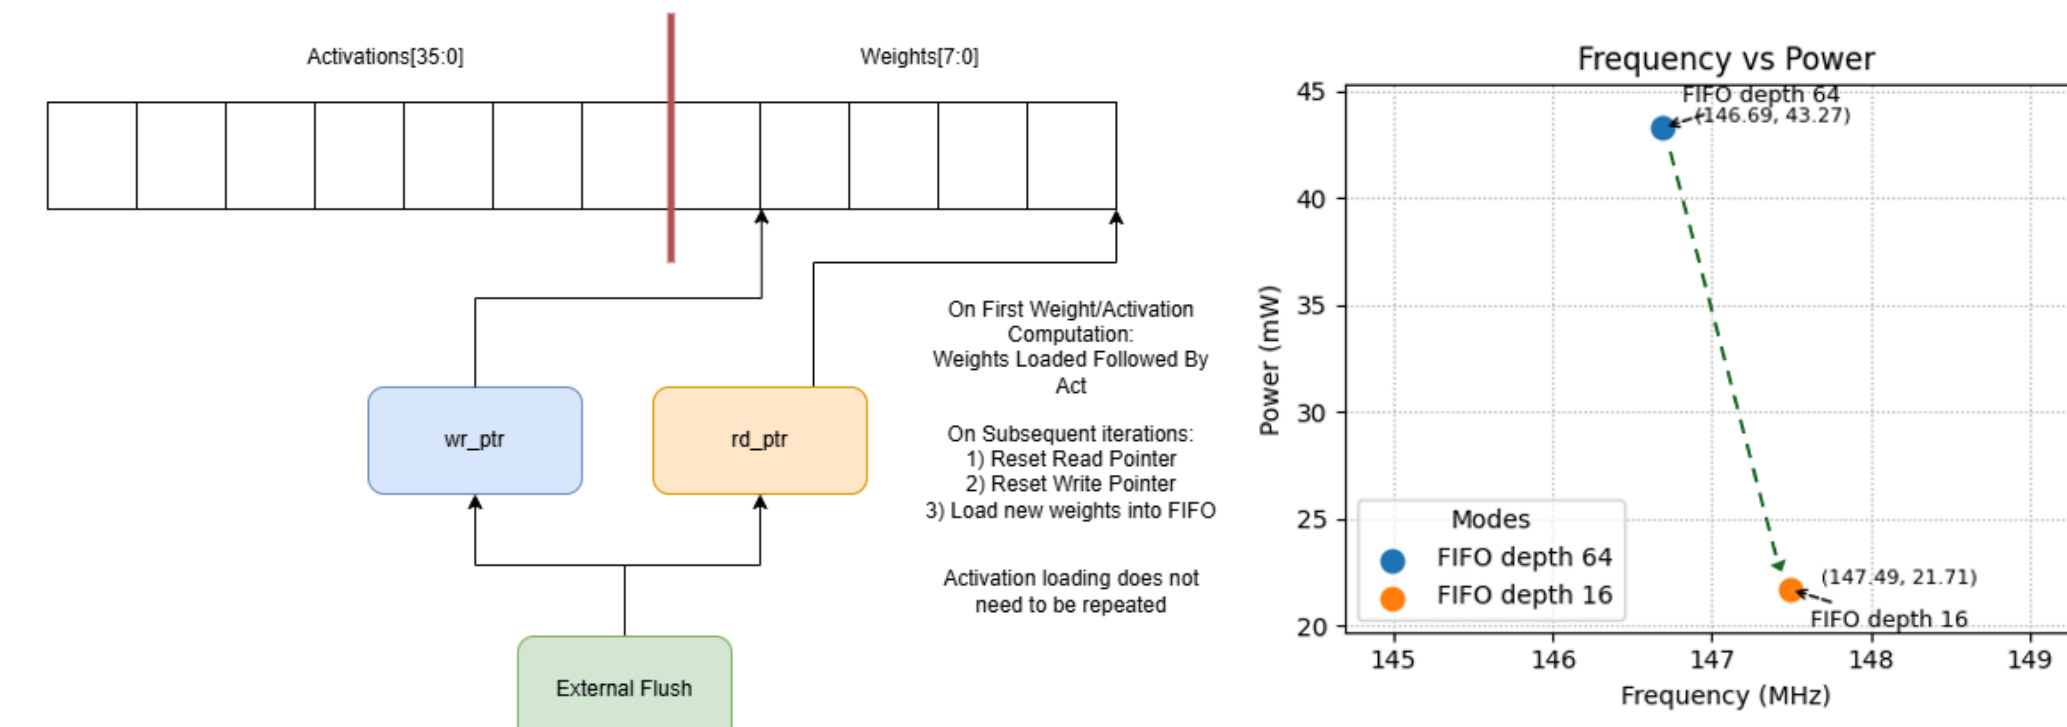 Activations[35:0]
Weights[7:0]
wr_ptr
rd_ptr
External Flush
On First Weight/Activation
Computation:
Weights Loaded Followed By
Act
On Subsequent iterations:
1) Reset Read Pointer
2) Reset Write Pointer
3) Load new weights into FIFO
Activation loading does not
need to be repeated
Frequency vs Power
Power (mW)
45
40
35
30
25
20
FIFO depth 64
(146.69, 43.27)
(147.49, 21.71)
FIFO depth 16
Modes
FIFO depth 64
FIFO depth 16
145
146
147
148
149
Frequency (MHz)